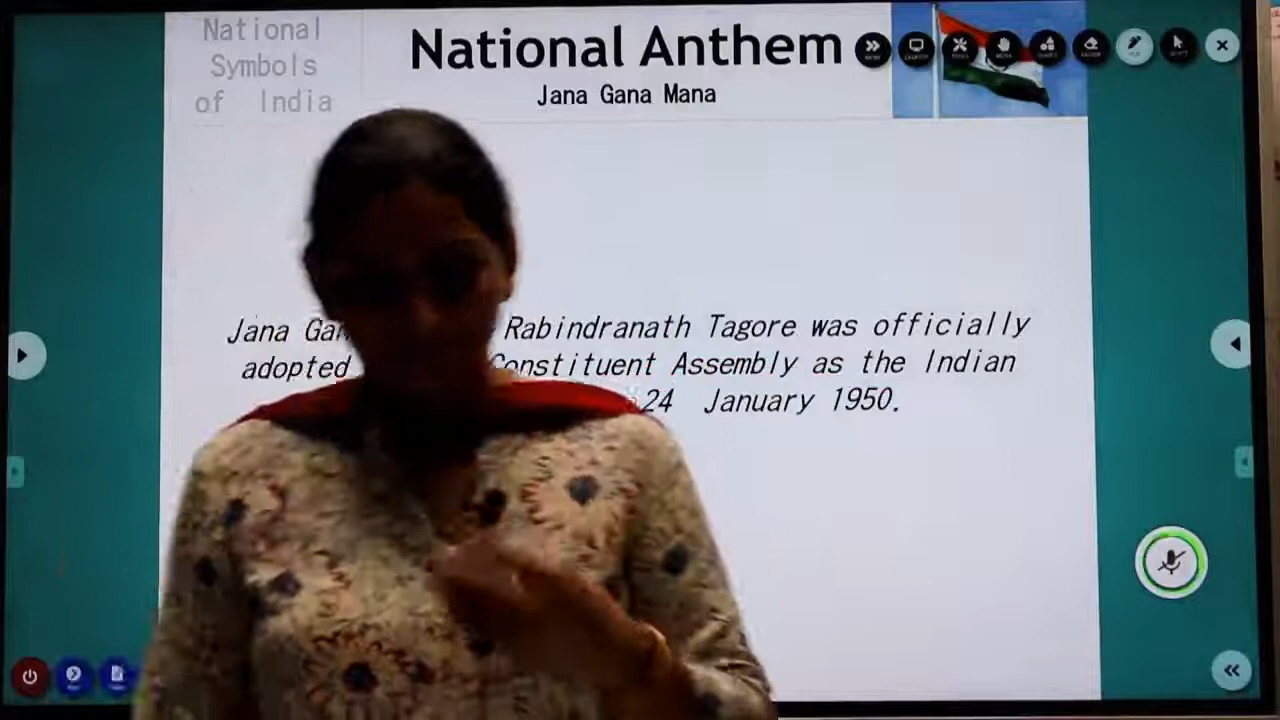 National
Symbols
of India
National Anthem
Jana Gana Mana
Jana Rabindranath Tagore was officially
adopted Constituent Assembly as the Indian
24 January 1950.